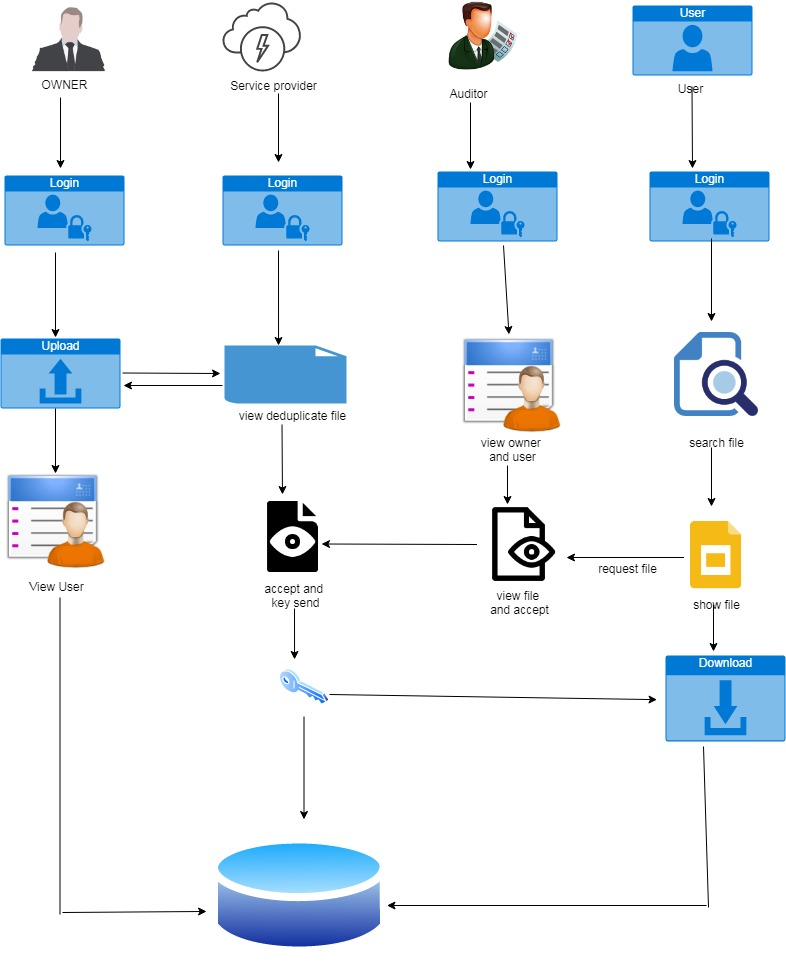 User
OWNER
Service provider
Auditor
User
Login
Login
Login
Login
Upload
view deduplicate file
view owner
and user
search file
View User
accept and
key send
view file
and accept
request file
show file
Download